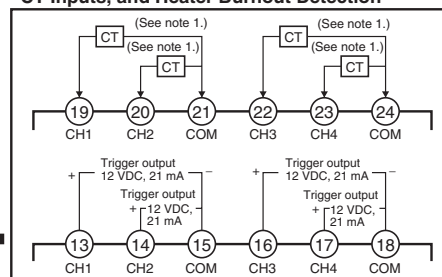 CT Inputs, and Heater Burnout Detection
(See note 1.) (See note 1.)
CT CT
(See note 1.) (See note 1.)
CT CT
19 20 21 22 23 24
CH1 CH2 COM CH3 CH4 COM
Trigger output Trigger output
+ 12 VDC, 21 mA – + 12 VDC, 21 mA –
Trigger output Trigger output
+ 12 VDC, – + 12 VDC, –
21 mA 21 mA
13 14 15 16 17 18
CH1 CH2 COM CH3 CH4 COM